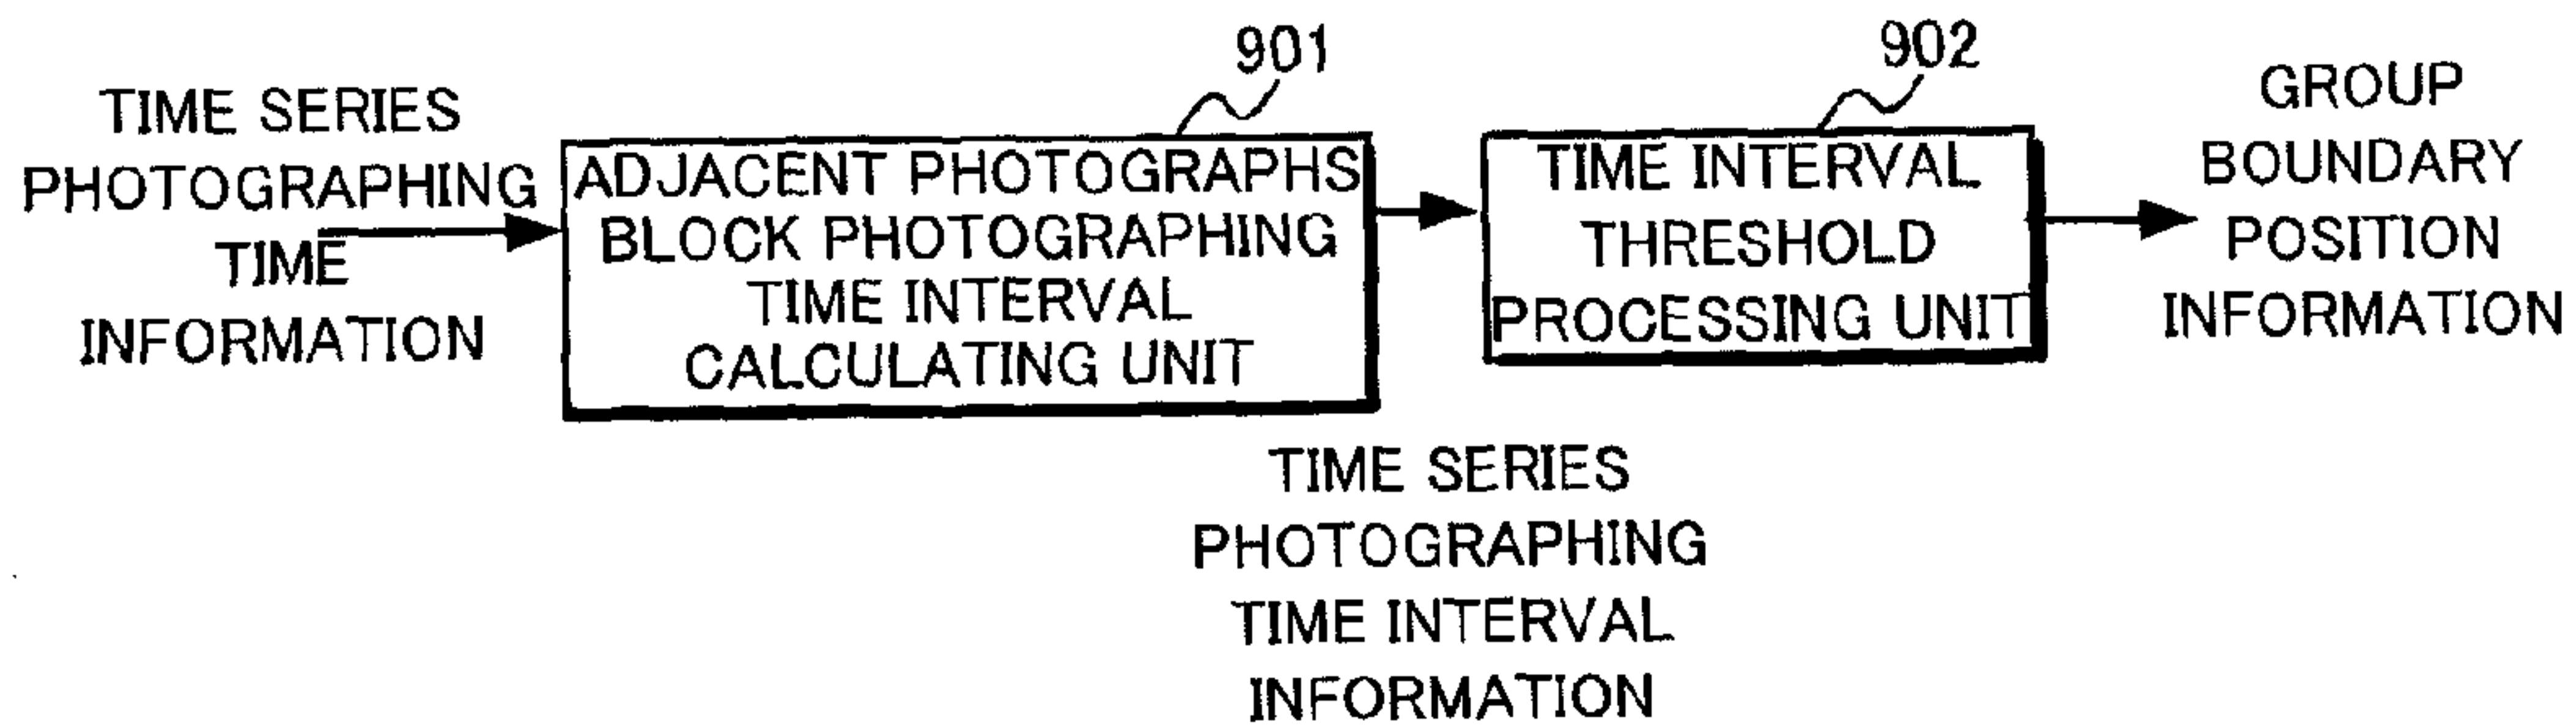 TIME SERIES
PHOTOGRAPHING
TIME
INFORMATION
901
ADJACENT PHOTOGRAPHS
BLOCK PHOTOGRAPHING
TIME INTERVAL
CALCULATING UNIT
TIME SERIES
PHOTOGRAPHING
TIME INTERVAL
INFORMATION
902
TIME INTERVAL
THRESHOLD
PROCESSING UNIT
GROUP
BOUNDARY
POSITION
INFORMATION